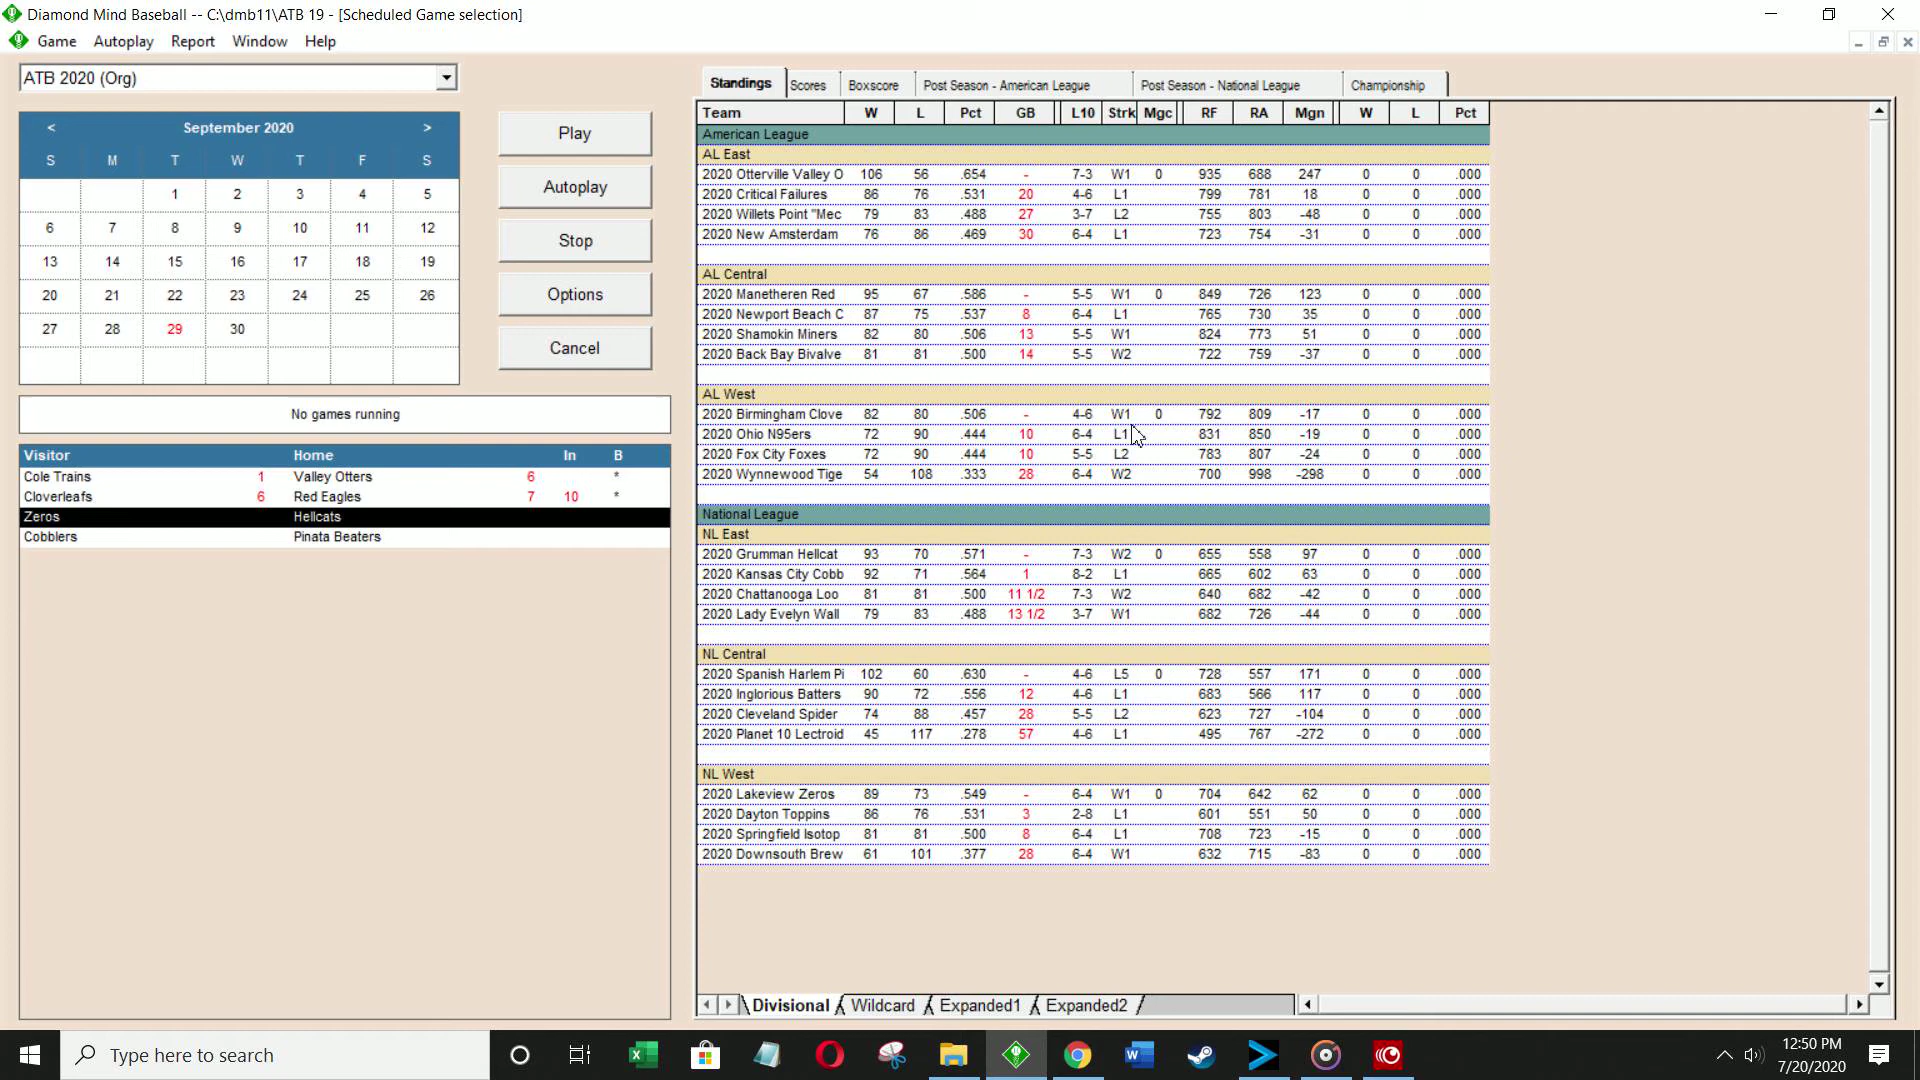 Diamond Mind Baseball -- C:\dmb11\ATB 19 - [Scheduled Game selection]
Game Autoplay Report Window Help
ATB 2020 (Org)
< September 2020 >
S M T W T F S
1 2 3 4 5
6 7 8 9 10 11 12
13 14 15 16 17 18 19
20 21 22 23 24 25 26
27 28 29 30
Play
Autoplay
Stop
Options
Cancel
No games running
Visitor Home In B
Cole Trains 1 Valley Otters 6 *
Cloverleafs 6 Red Eagles 7 10 *
Zeros Hellcats
Cobblers Pinata Beaters
Standings Scores Boxscore Post Season - American League Post Season - National League Championship
Team W L Pct GB L10 Strk Mgc RF RA Mgn W L Pct
American League
AL East
2020 Otterville Valley O 106 56 .654 - 7-3 W1 0 935 688 247 0 0 .000
2020 Critical Failures 86 76 .531 20 4-6 L1 799 781 18 0 0 .000
2020 Willets Point "Mec 79 83 .488 27 3-7 L2 755 803 -48 0 0 .000
2020 New Amsterdam 76 86 .469 30 6-4 L1 723 754 -31 0 0 .000
AL Central
2020 Manetheren Red 95 67 .586 - 5-5 W1 0 849 726 123 0 0 .000
2020 Newport Beach C 87 75 .537 8 6-4 L1 765 730 35 0 0 .000
2020 Shamokin Miners 82 80 .506 13 5-5 W1 824 773 51 0 0 .000
2020 Back Bay Bivalve 81 81 .500 14 5-5 W2 722 759 -37 0 0 .000
AL West
2020 Birmingham Clove 82 80 .506 - 4-6 W1 0 792 809 -17 0 0 .000
2020 Ohio N95ers 72 90 .444 10 6-4 L1 831 850 -19 0 0 .000
2020 Fox City Foxes 72 90 .444 10 5-5 L2 783 807 -24 0 0 .000
2020 Wynnewood Tige 54 108 .333 28 6-4 W2 700 998 -298 0 0 .000
National League
NL East
2020 Grumman Hellcat 93 70 .571 - 7-3 W2 0 655 558 97 0 0 .000
2020 Kansas City Cobb 92 71 .564 1 8-2 L1 665 602 63 0 0 .000
2020 Chattanooga Loo 81 81 .500 11 1/2 7-3 W2 640 682 -42 0 0 .000
2020 Lady Evelyn Wall 79 83 .488 13 1/2 3-7 W1 682 726 -44 0 0 .000
NL Central
2020 Spanish Harlem Pi 102 60 .630 - 4-6 L5 0 728 557 171 0 0 .000
2020 Inglorious Batters 90 72 .556 12 4-6 L1 683 566 117 0 0 .000
2020 Cleveland Spider 74 88 .457 28 5-5 L2 623 727 -104 0 0 .000
2020 Planet 10 Lectroid 45 117 .278 57 4-6 L1 495 767 -272 0 0 .000
NL West
2020 Lakeview Zeros 89 73 .549 - 6-4 W1 0 704 642 62 0 0 .000
2020 Dayton Toppins 86 76 .531 3 2-8 L1 601 551 50 0 0 .000
2020 Springfield Isotop 81 81 .500 8 6-4 L1 708 723 -15 0 0 .000
2020 Downsouth Brew 61 101 .377 28 6-4 W1 632 715 -83 0 0 .000
Divisional Wildcard Expanded1 Expanded2
Type here to search
12:50 PM
7/20/2020